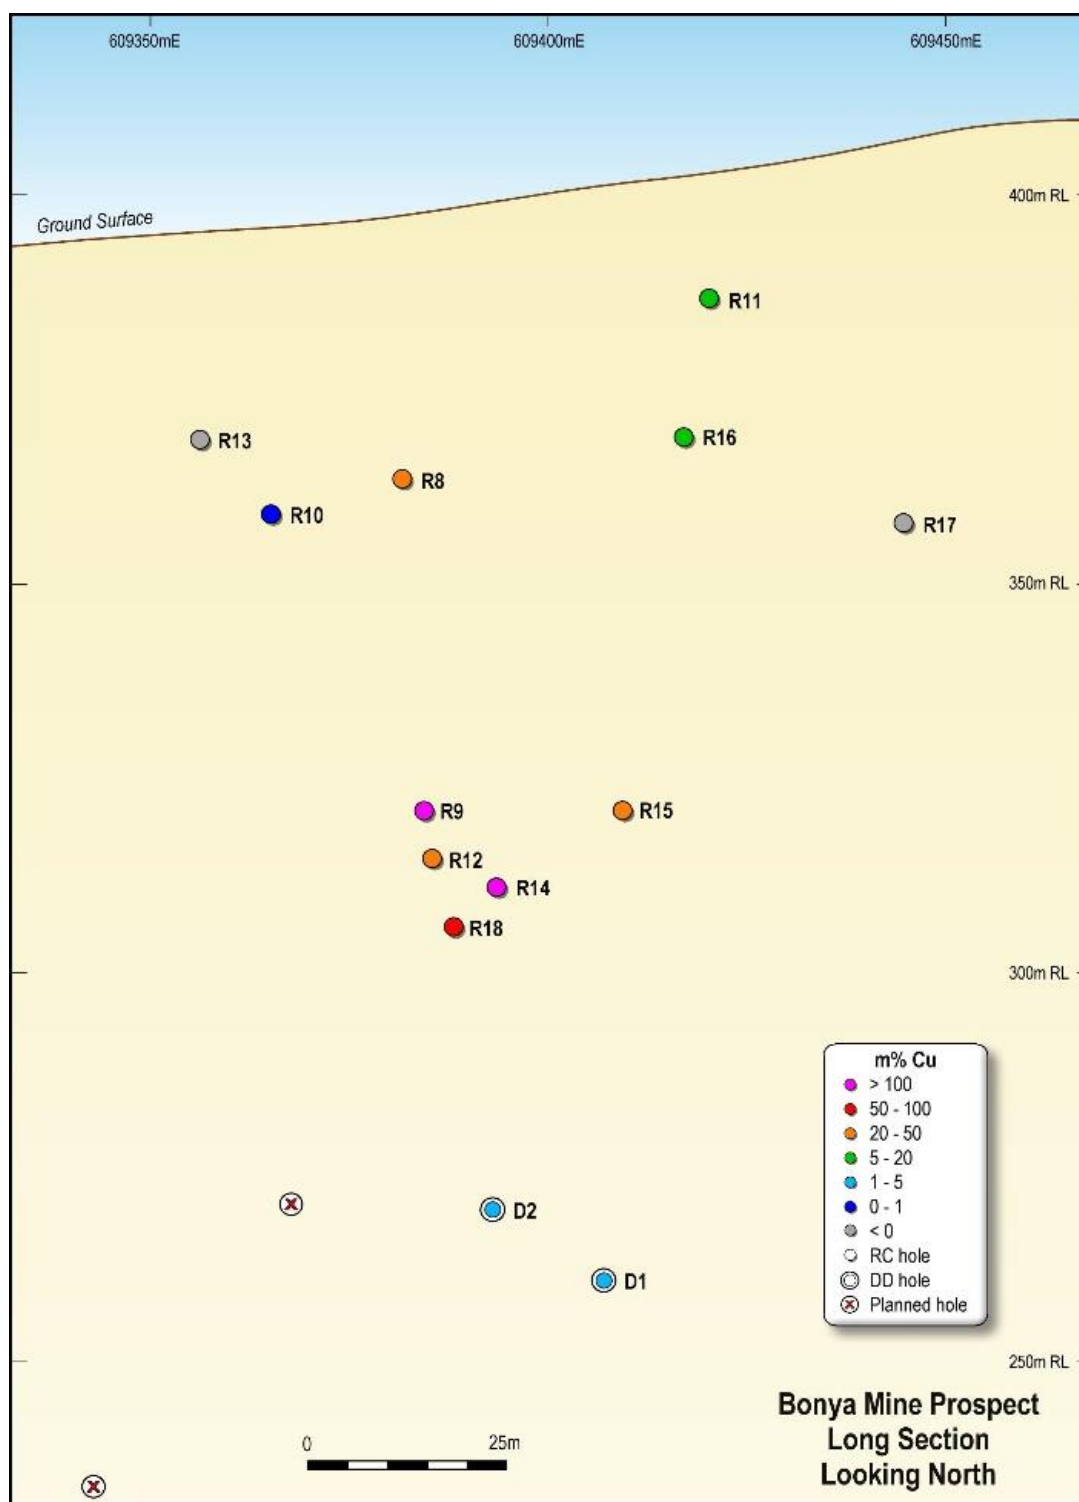 609350mE
609400mE
609450mE
400m RL
Ground Surface
R11
R13
R16
R8
R10
R17
350m RL
R9
R15
R12
R14
R18
300m RL
m% Cu
> 100
50 - 100
20 - 50
5 - 20
1 - 5
0 - 1
< 0
RC hole
DD hole
Planned hole
D2
D1
250m RL
Bonya Mine Prospect
Long Section
Looking North
0
25m